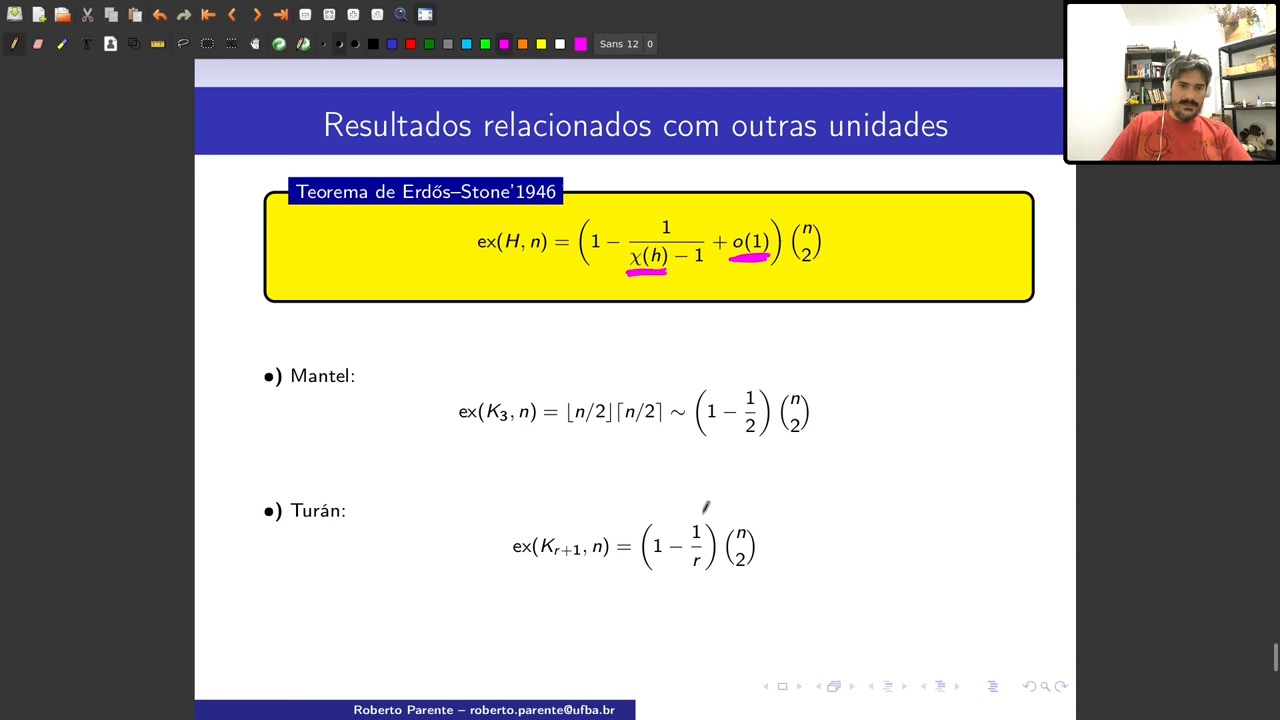 Sans 12 0
Resultados relacionados com outras unidades
Teorema de Erdős–Stone'1946
ex(H, n) = (1 − 1/(χ(h) − 1) + o(1)) (n 2)
•) Mantel:
ex(K₃, n) = ⌊n/2⌋⌈n/2⌉ ∼ (1 − 1/2) (n 2)
•) Turán:
ex(Kᵣ₊₁, n) = (1 − 1/r) (n 2)
Roberto Parente – roberto.parente@ufba.br